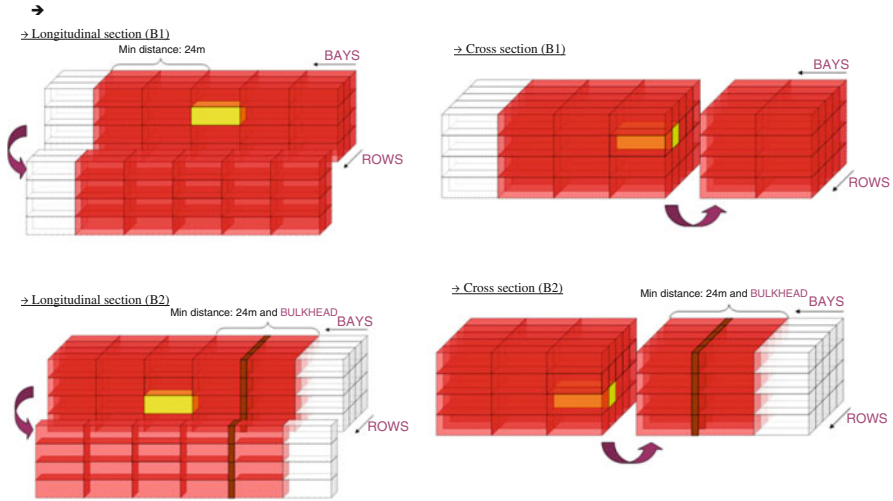 ➔
→ Longitudinal section (B1)
Min distance: 24m
BAYS
ROWS
→ Cross section (B1)
BAYS
ROWS
→ Longitudinal section (B2)
Min distance: 24m and BULKHEAD
BAYS
ROWS
→ Cross section (B2)
Min distance: 24m and BULKHEAD
BAYS
ROWS